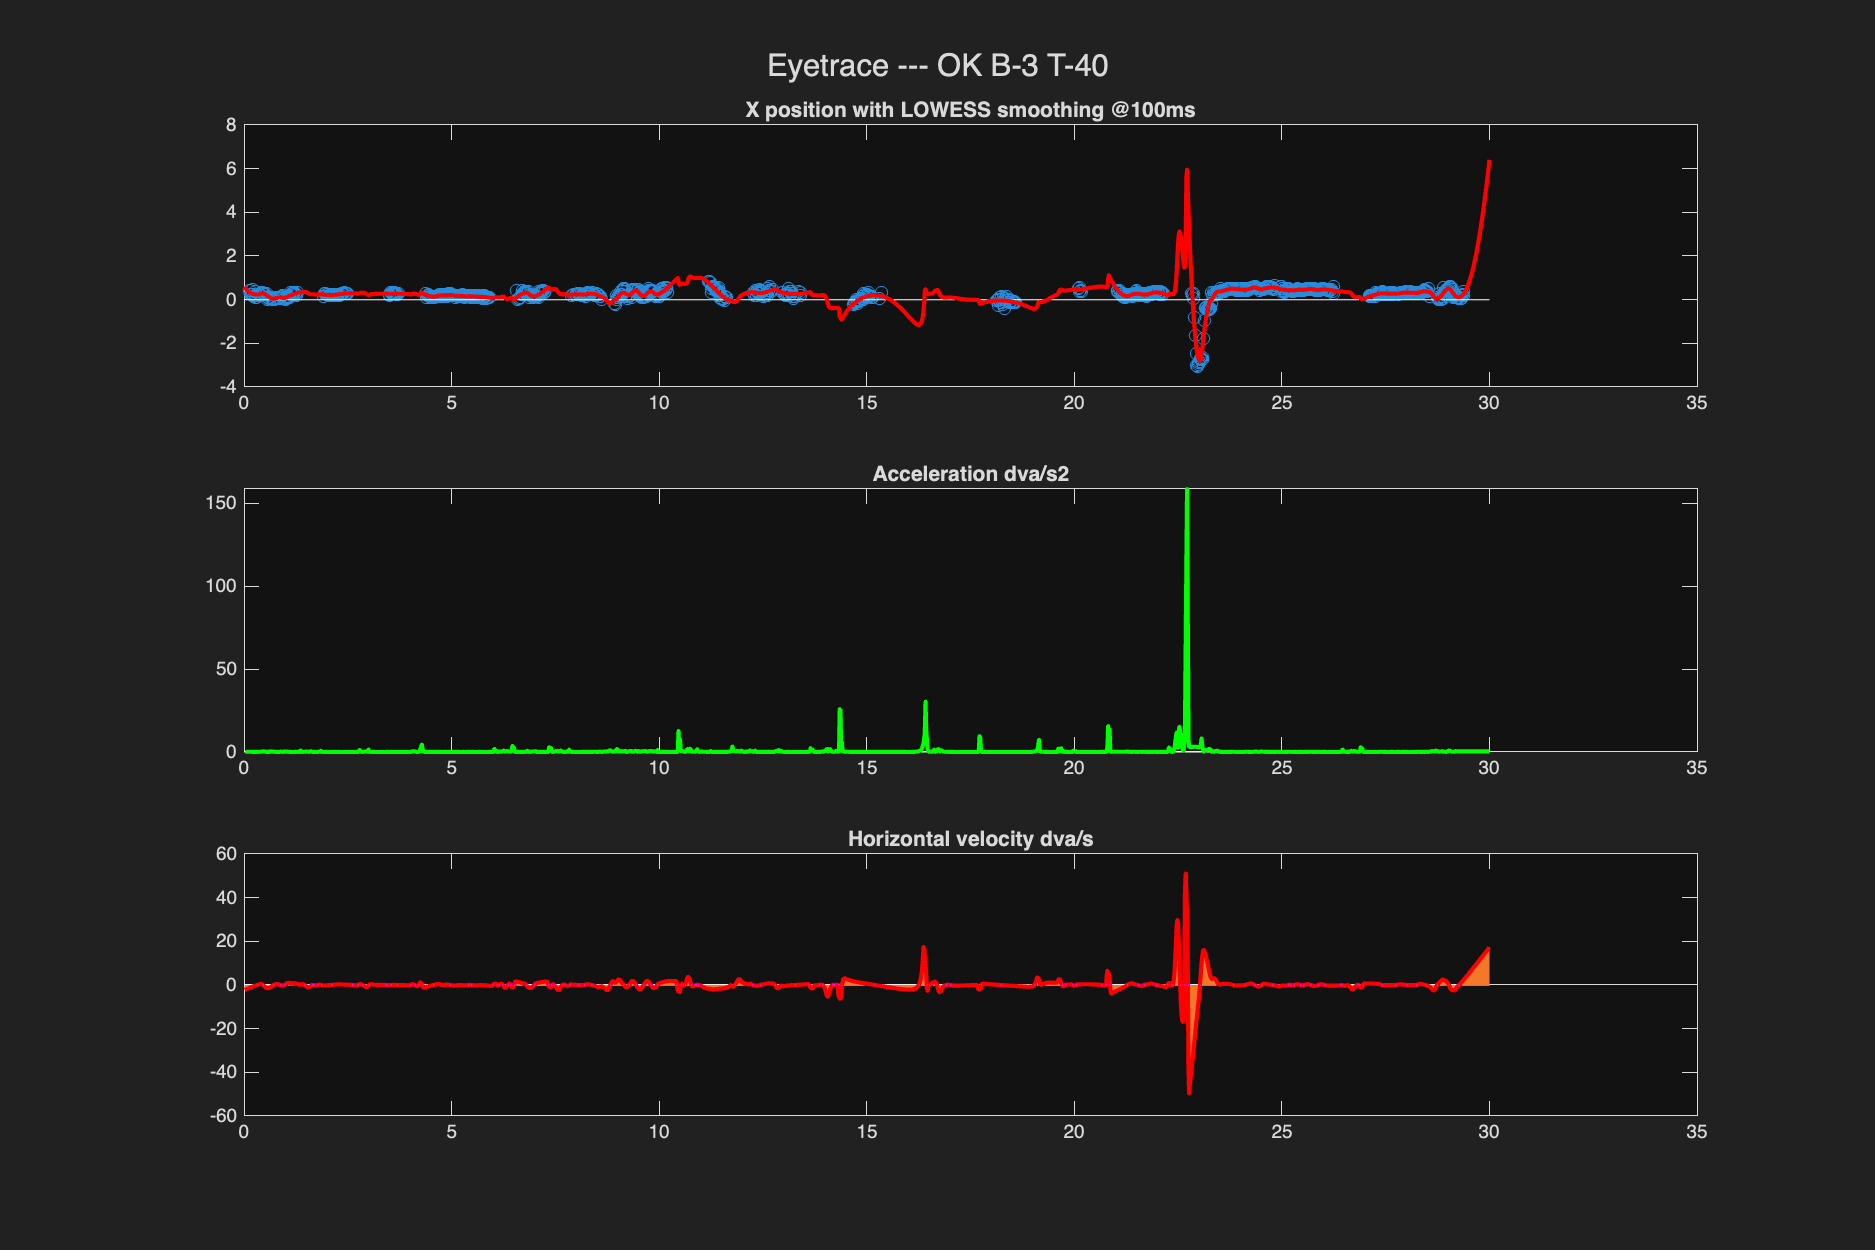 Eyetrace --- OK B-3 T-40
X position with LOWESS smoothing @100ms
8
6
4
2
0
-2
-4
0 5 10 15 20 25 30 35
Acceleration dva/s2
150
100
50
0
0 5 10 15 20 25 30 35
Horizontal velocity dva/s
60
40
20
0
-20
-40
-60
0 5 10 15 20 25 30 35